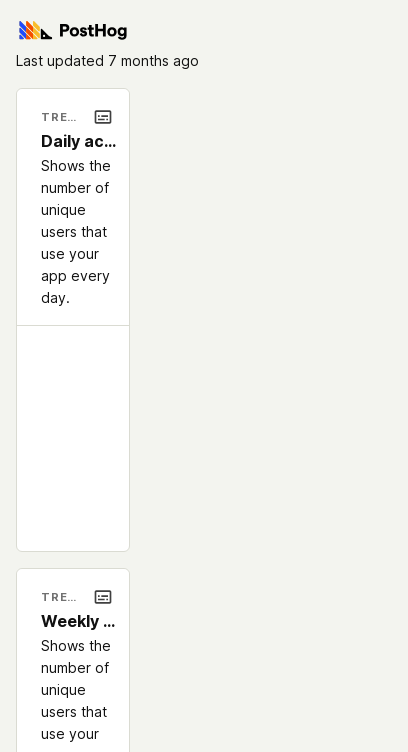 PostHog
Last updated 7 months ago
TRE...
Daily ac...
Shows the
number of
unique
users that
use your
app every
day.
TRE...
Weekly ...
Shows the
number of
unique
users that
use your